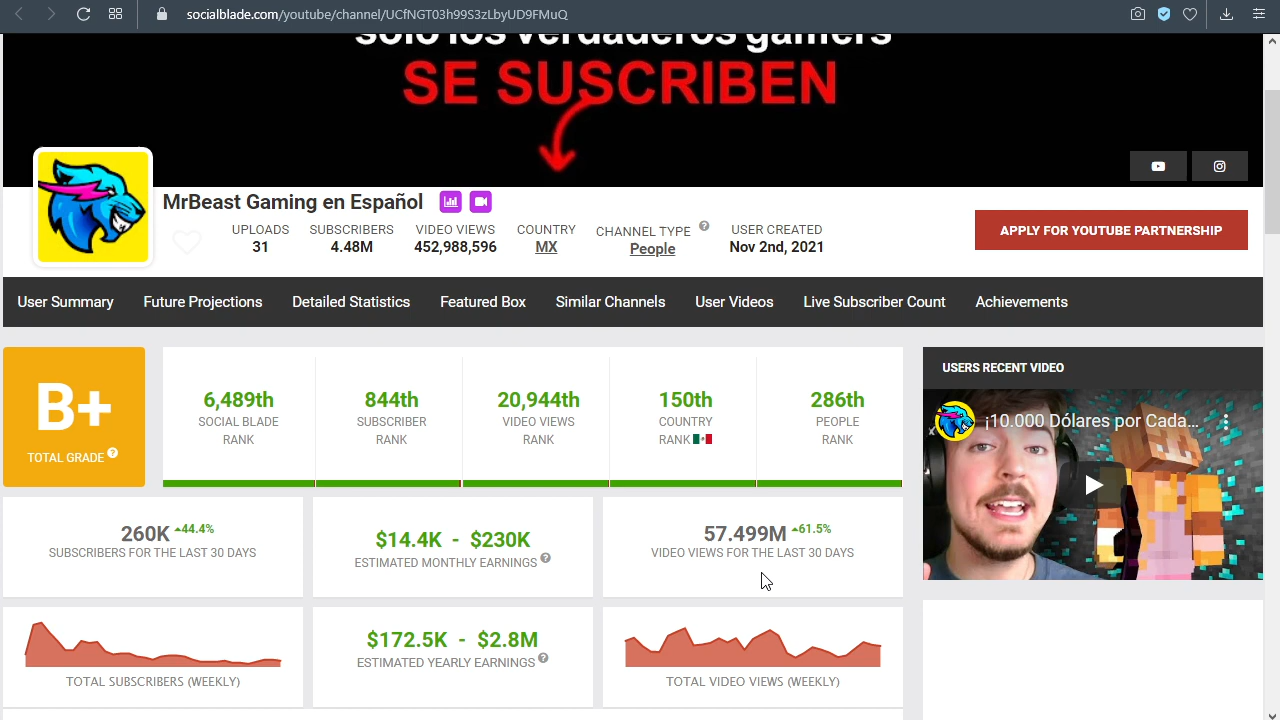 socialblade.com/youtube/channel/UCfNGT03h99S3zLbyUD9FMuQ
solo los verdaderos gamers
SE SUSCRIBEN
MrBeast Gaming en Español
UPLOADS
31
SUBSCRIBERS
4.48M
VIDEO VIEWS
452,988,596
COUNTRY
MX
CHANNEL TYPE ?
People
USER CREATED
Nov 2nd, 2021
APPLY FOR YOUTUBE PARTNERSHIP
User Summary Future Projections Detailed Statistics Featured Box Similar Channels User Videos Live Subscriber Count Achievements
B+
TOTAL GRADE ?
6,489th
SOCIAL BLADE
RANK
844th
SUBSCRIBER
RANK
20,944th
VIDEO VIEWS
RANK
150th
COUNTRY
RANK
286th
PEOPLE
RANK
USERS RECENT VIDEO
¡10.000 Dólares por Cada...
260K 44.4%
SUBSCRIBERS FOR THE LAST 30 DAYS
$14.4K - $230K
ESTIMATED MONTHLY EARNINGS ?
57.499M 61.5%
VIDEO VIEWS FOR THE LAST 30 DAYS
TOTAL SUBSCRIBERS (WEEKLY)
$172.5K - $2.8M
ESTIMATED YEARLY EARNINGS ?
TOTAL VIDEO VIEWS (WEEKLY)